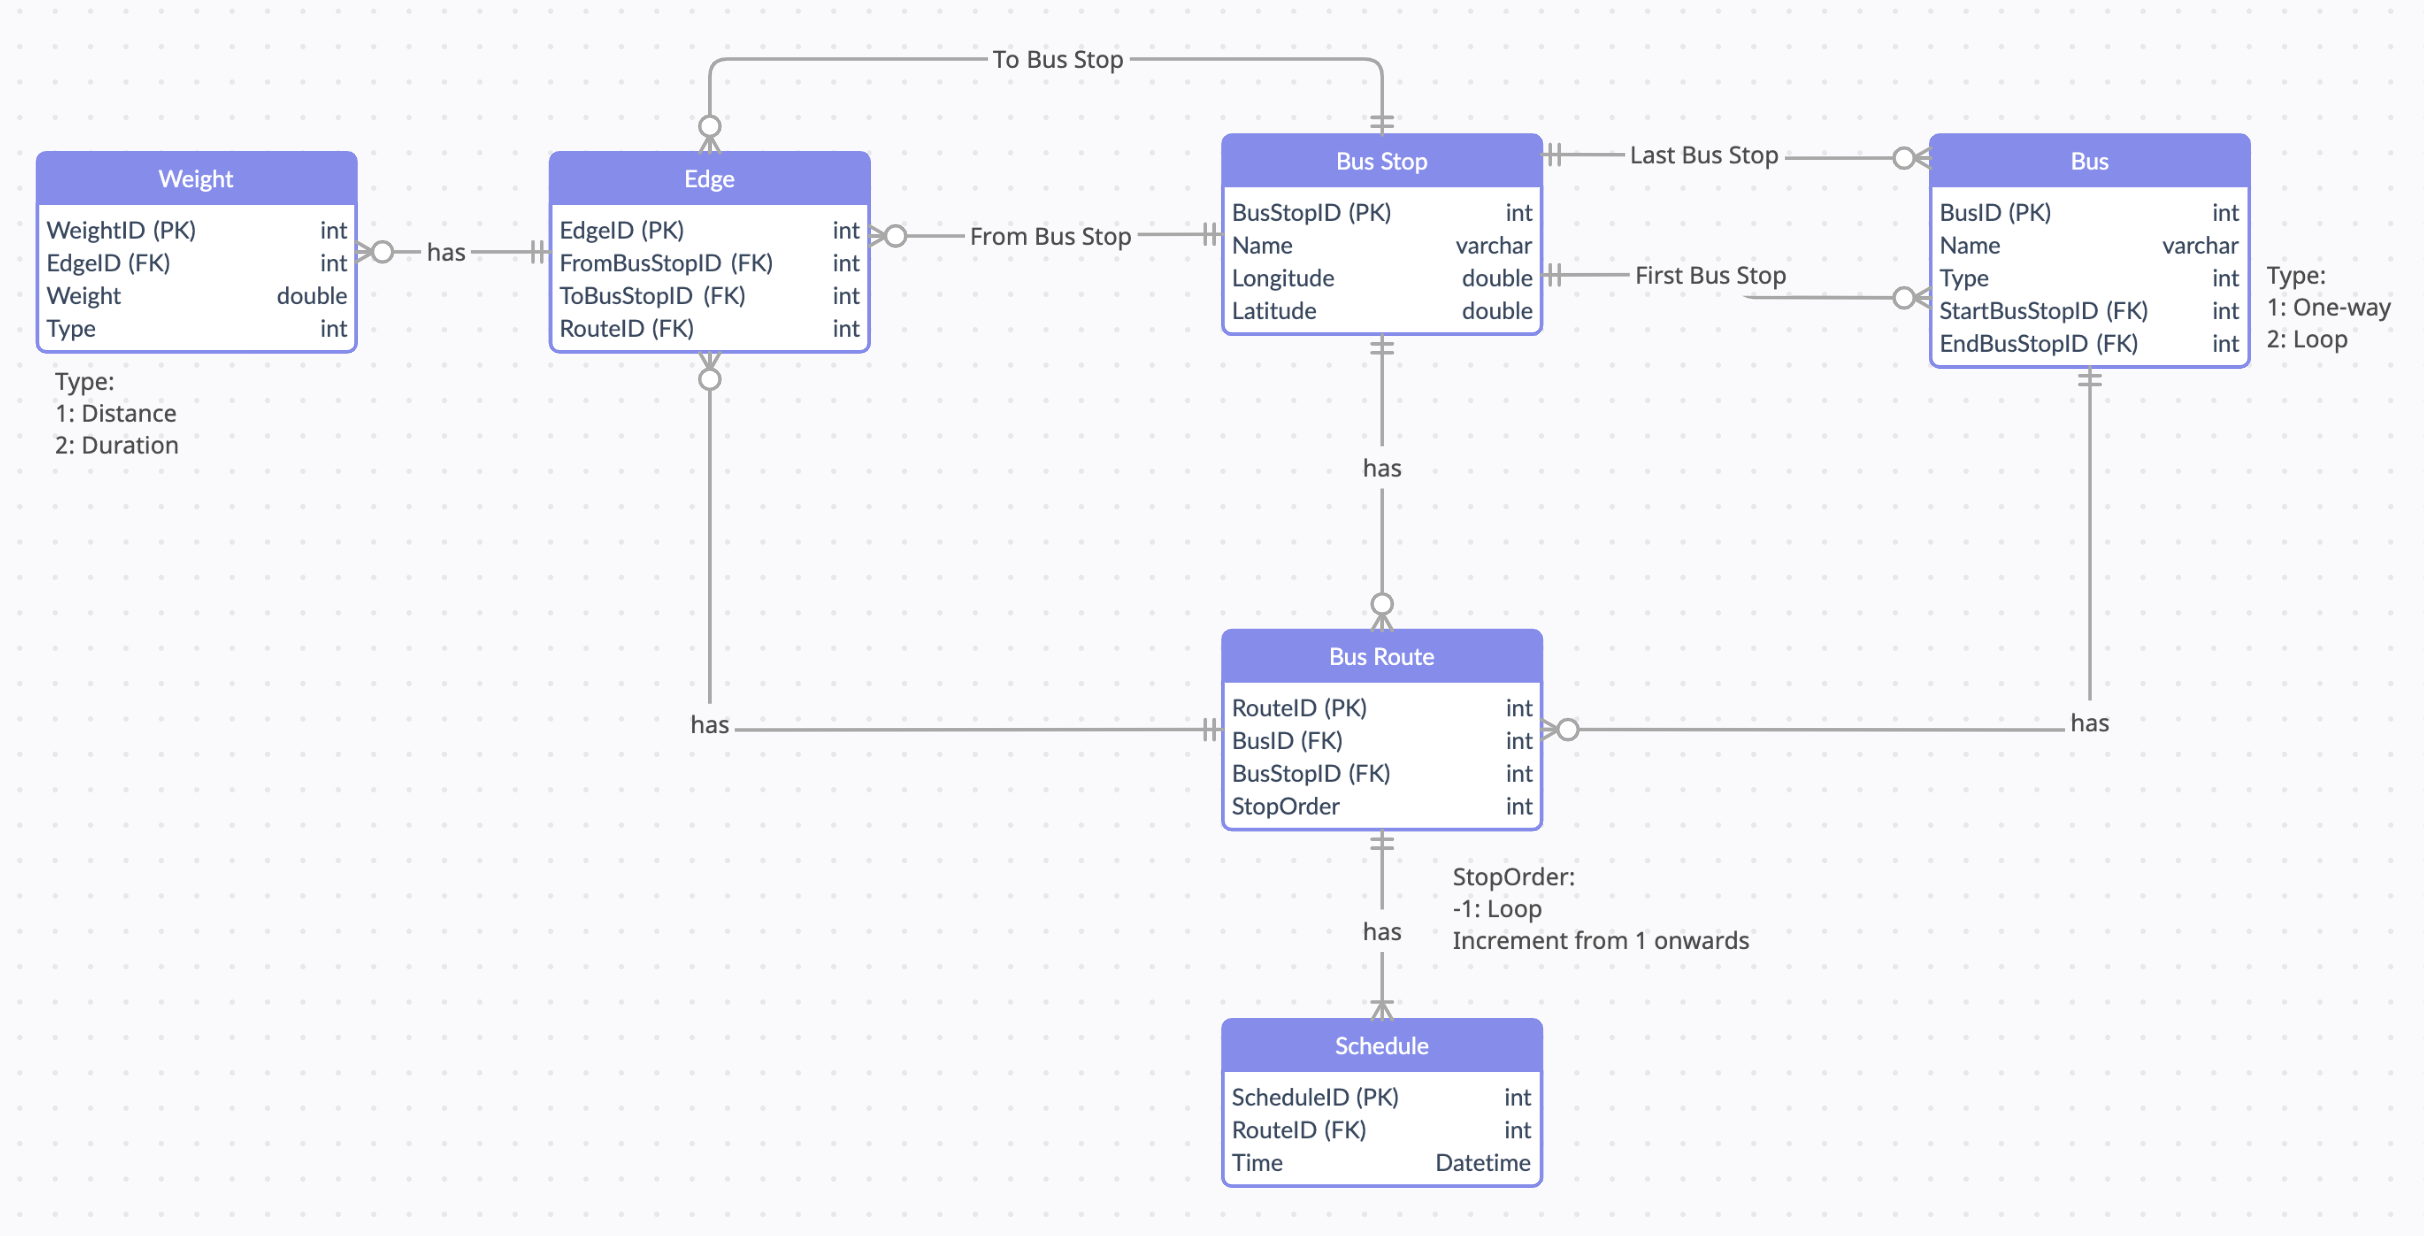 To Bus Stop
Weight
WeightID (PK) int
EdgeID (FK) int
Weight double
Type int
Type:
1: Distance
2: Duration
has
Edge
EdgeID (PK) int
FromBusStopID (FK) int
ToBusStopID (FK) int
RouteID (FK) int
From Bus Stop
Bus Stop
BusStopID (PK) int
Name varchar
Longitude double
Latitude double
Last Bus Stop
First Bus Stop
Bus
BusID (PK) int
Name varchar
Type int
StartBusStopID (FK) int
EndBusStopID (FK) int
Type:
1: One-way
2: Loop
has
has
Bus Route
RouteID (PK) int
BusID (FK) int
BusStopID (FK) int
StopOrder int
has
StopOrder:
-1: Loop
Increment from 1 onwards
has
Schedule
ScheduleID (PK) int
RouteID (FK) int
Time Datetime